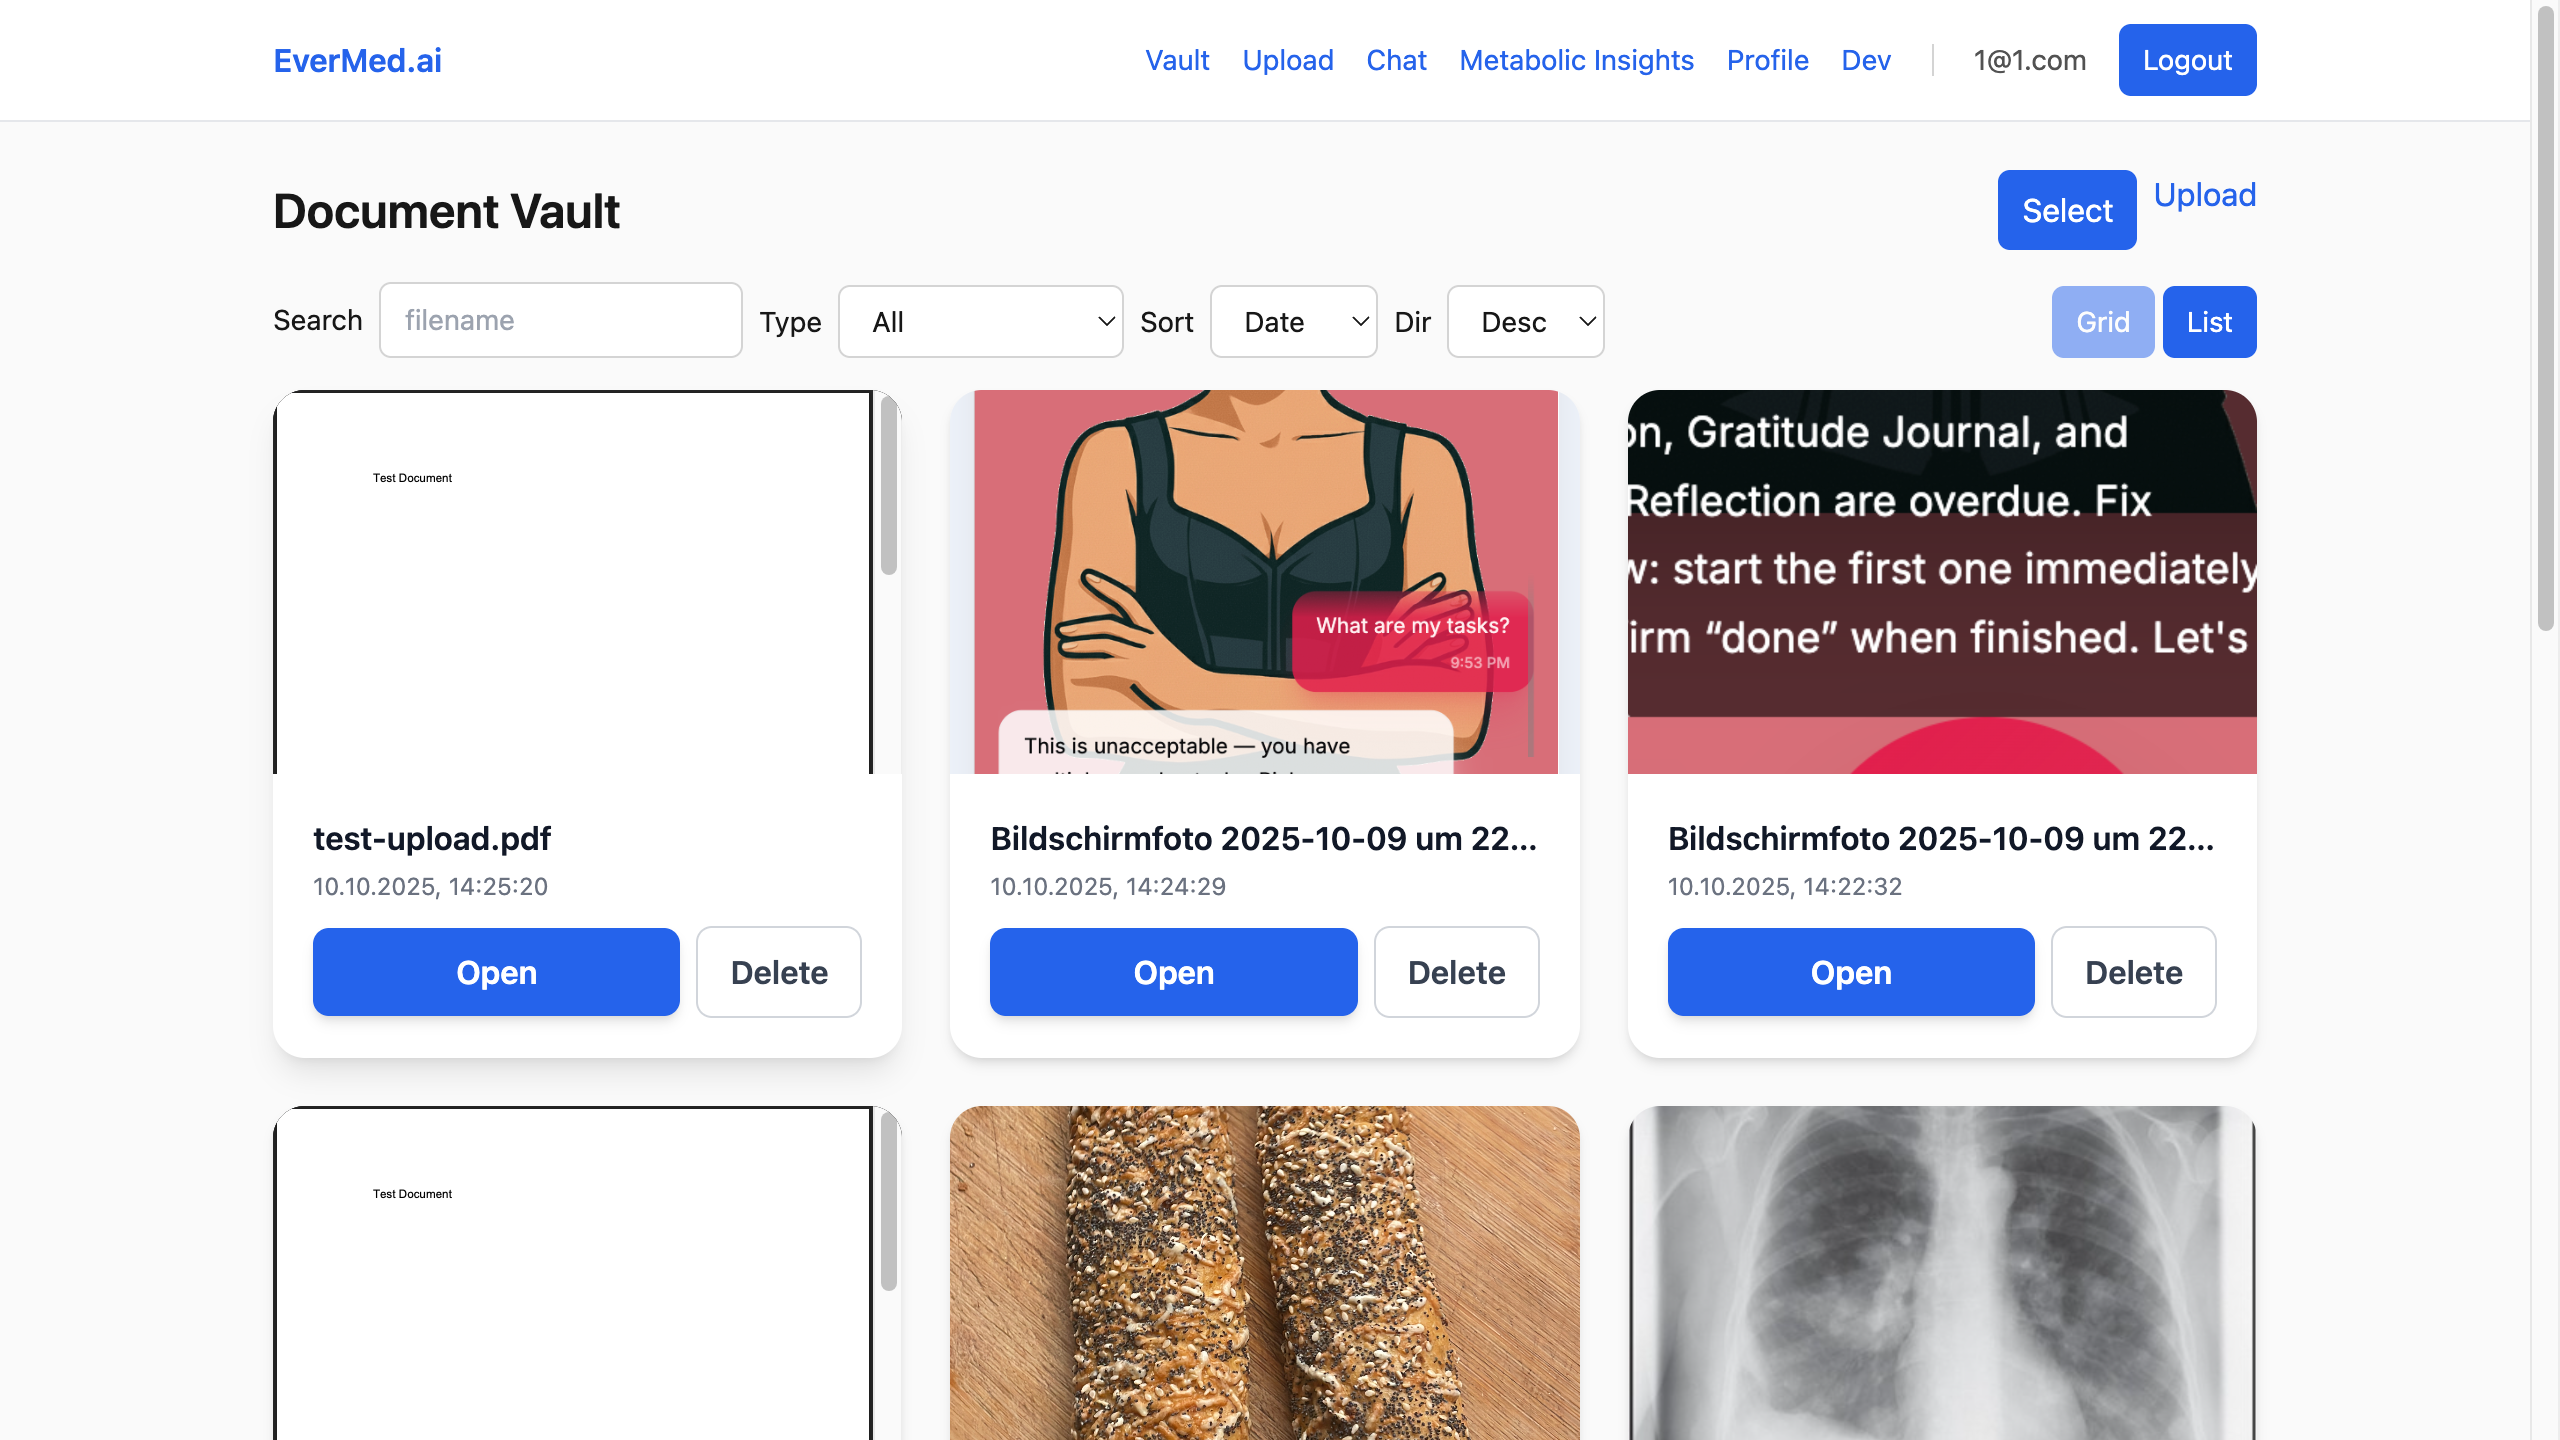 EverMed.ai
Vault Upload Chat Metabolic Insights Profile Dev 1@1.com Logout
Document Vault
Select Upload
Search filename Type All Sort Date Dir Desc Grid List
Test Document
What are my tasks?
9:53 PM
This is unacceptable — you have
on, Gratitude Journal, and
Reflection are overdue. Fix
w: start the first one immediately
irm “done” when finished. Let's
test-upload.pdf
10.10.2025, 14:25:20
Open Delete
Bildschirmfoto 2025-10-09 um 22...
10.10.2025, 14:24:29
Open Delete
Bildschirmfoto 2025-10-09 um 22...
10.10.2025, 14:22:32
Open Delete
Test Document